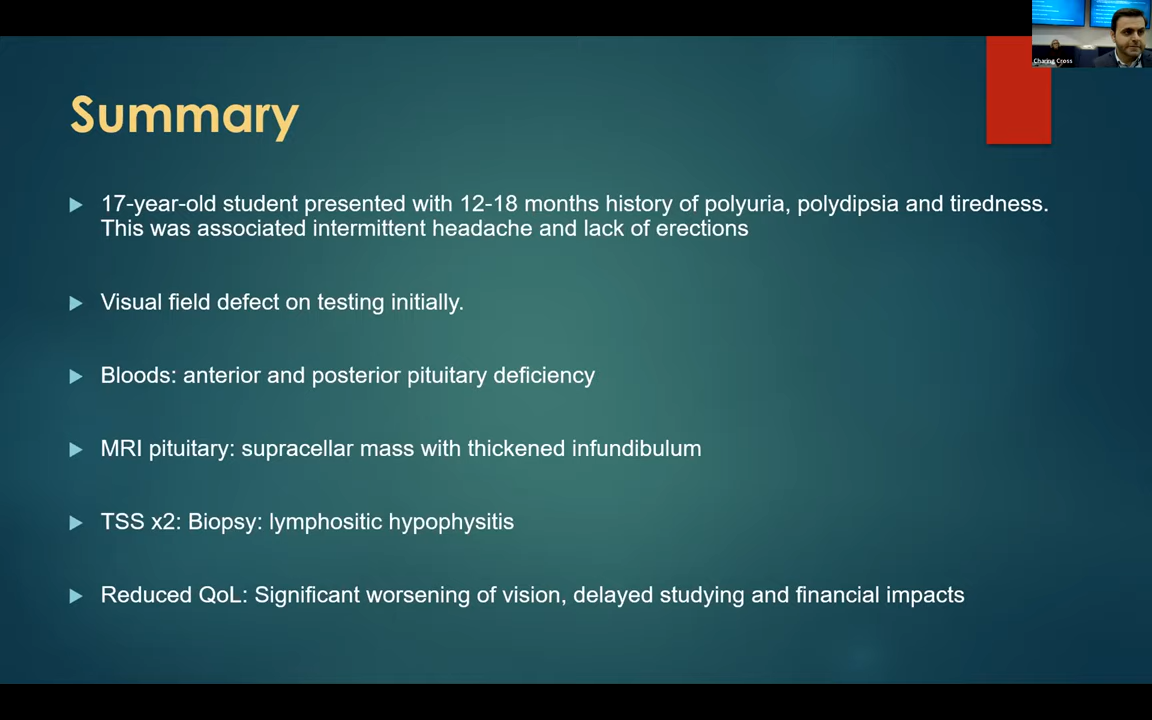 Charing Cross
Summary
17-year-old student presented with 12-18 months history of polyuria, polydipsia and tiredness.
This was associated intermittent headache and lack of erections
Visual field defect on testing initially.
Bloods: anterior and posterior pituitary deficiency
MRI pituitary: supracellar mass with thickened infundibulum
TSS x2: Biopsy: lymphositic hypophysitis
Reduced QoL: Significant worsening of vision, delayed studying and financial impacts